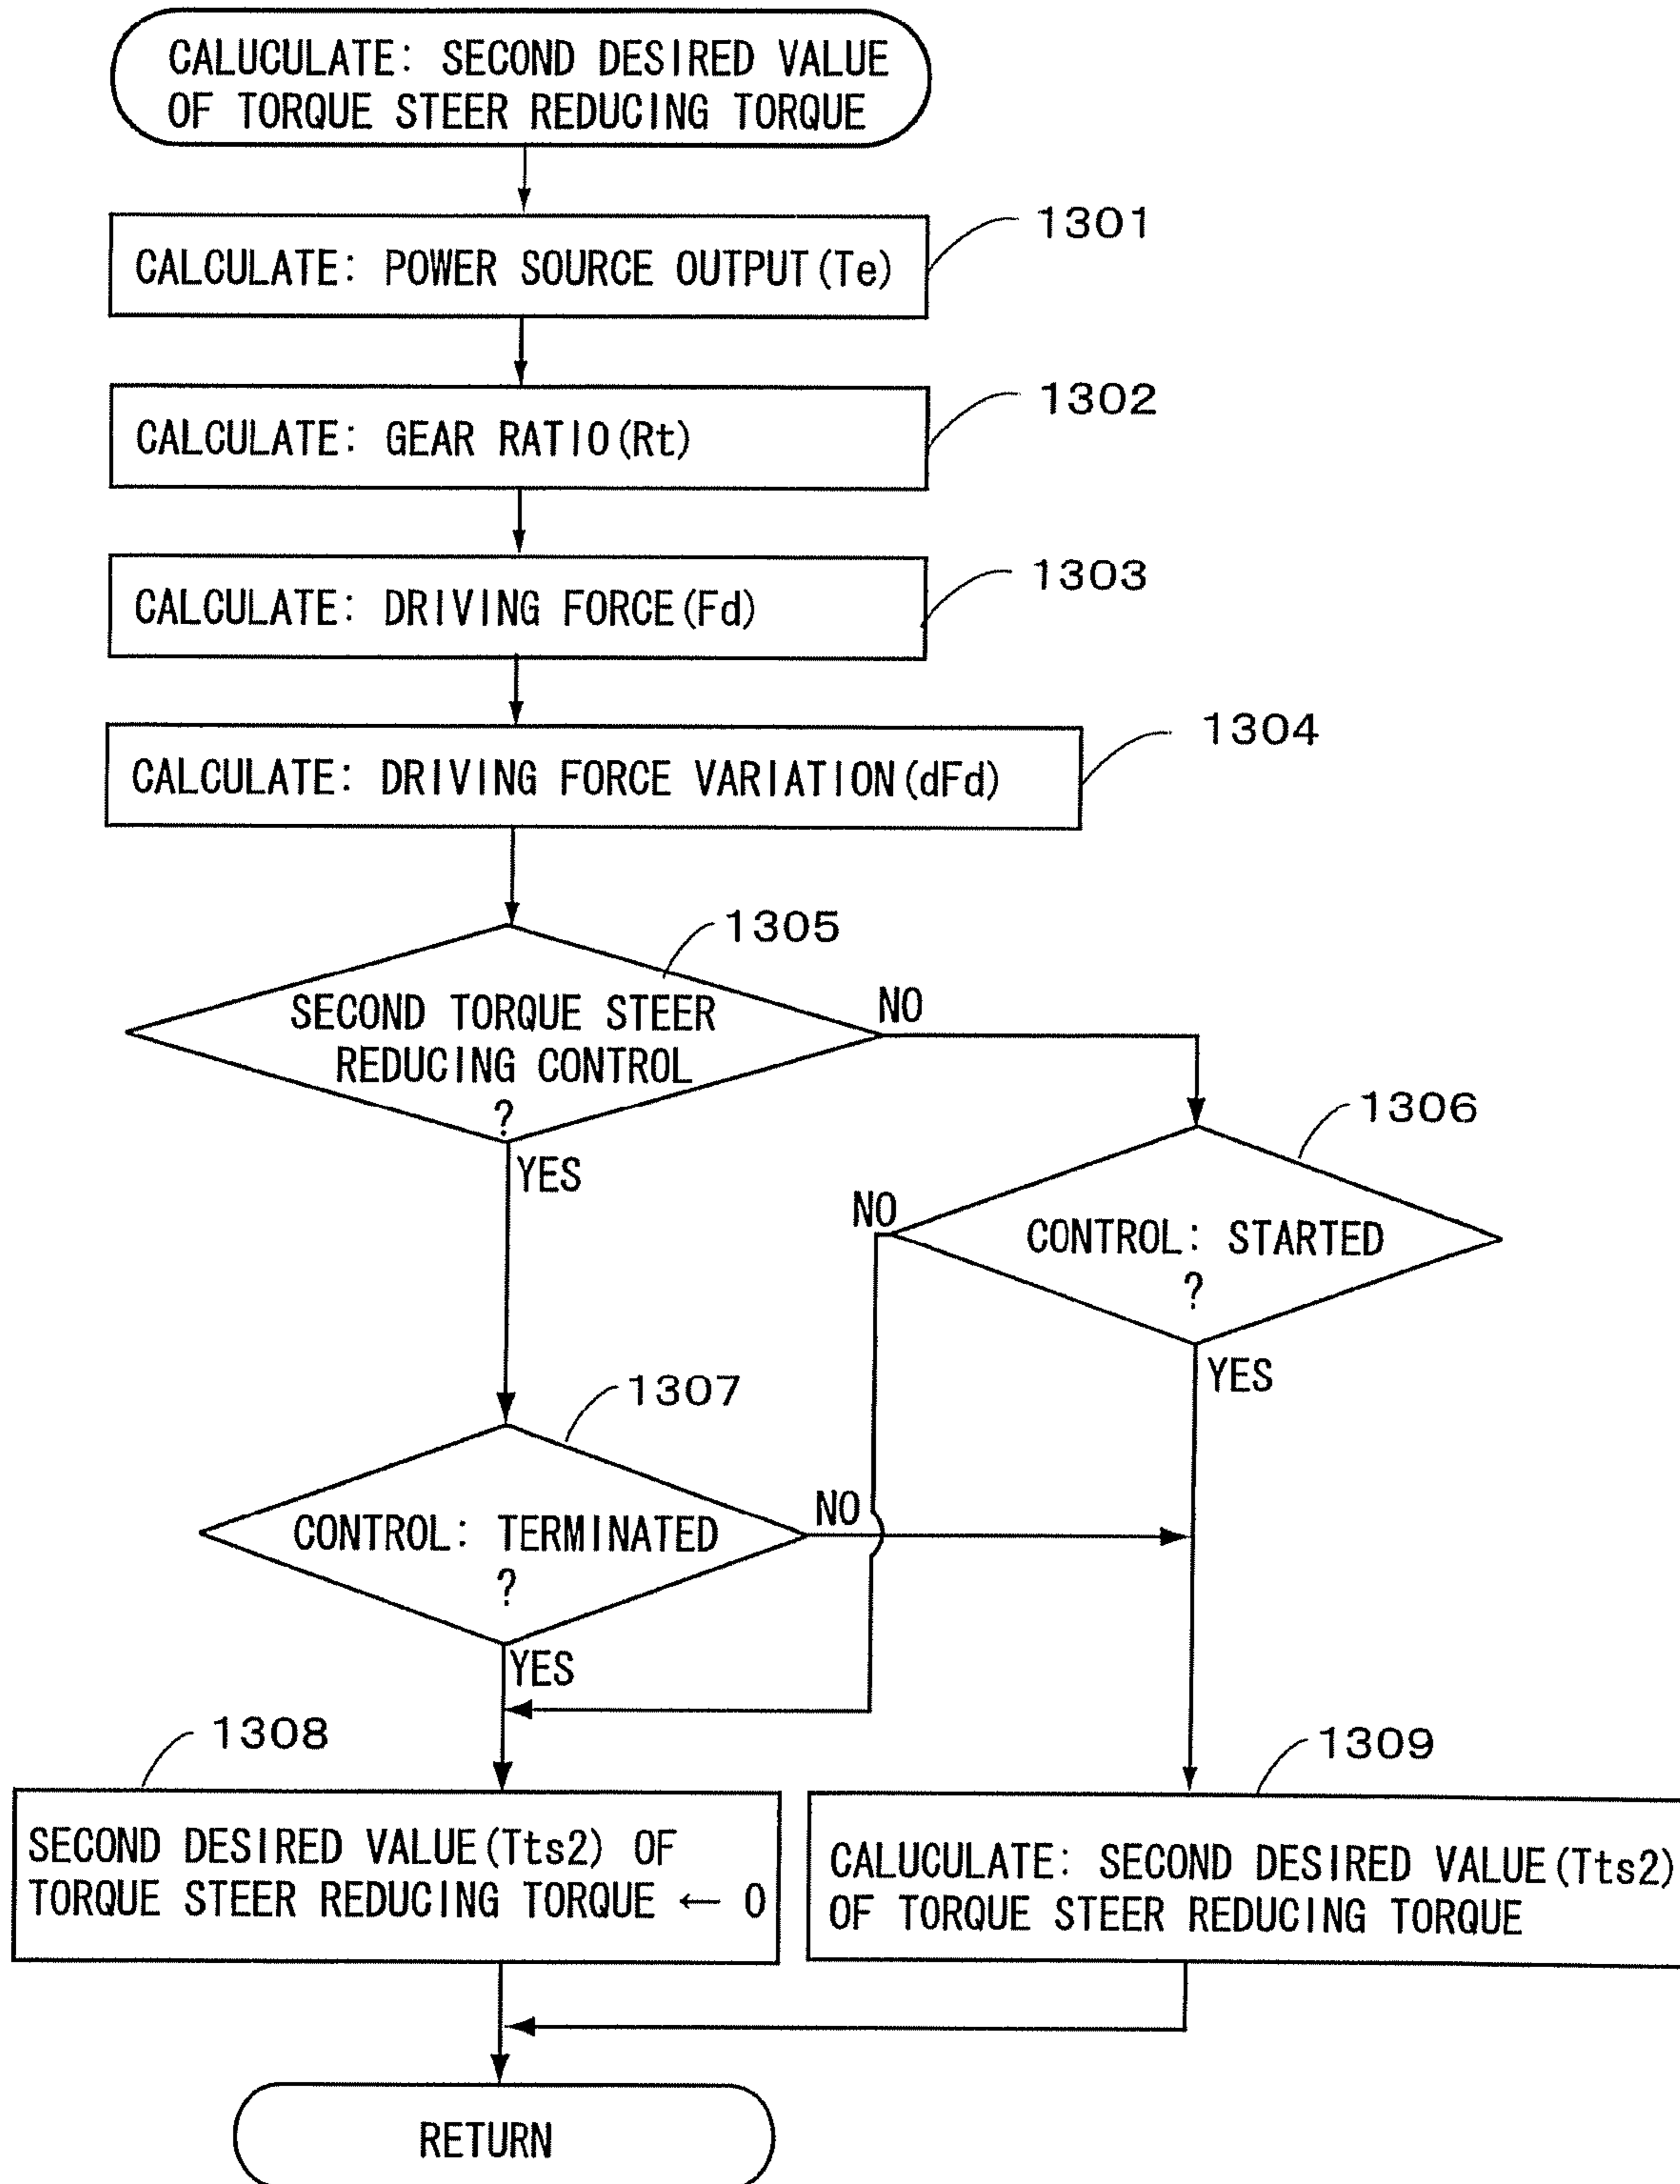 CALUCULATE: SECOND DESIRED VALUE
OF TORQUE STEER REDUCING TORQUE
1301
CALCULATE: POWER SOURCE OUTPUT(Te)
1302
CALCULATE: GEAR RATIO(Rt)
1303
CALCULATE: DRIVING FORCE(Fd)
1304
CALCULATE: DRIVING FORCE VARIATION(dFd)
1305
SECOND TORQUE STEER
REDUCING CONTROL
?
NO
YES
1306
NO
CONTROL: STARTED
?
YES
1307
CONTROL: TERMINATED
?
NO
YES
1308
SECOND DESIRED VALUE(Tts2) OF
TORQUE STEER REDUCING TORQUE ← 0
1309
CALUCULATE: SECOND DESIRED VALUE(Tts2)
OF TORQUE STEER REDUCING TORQUE
RETURN